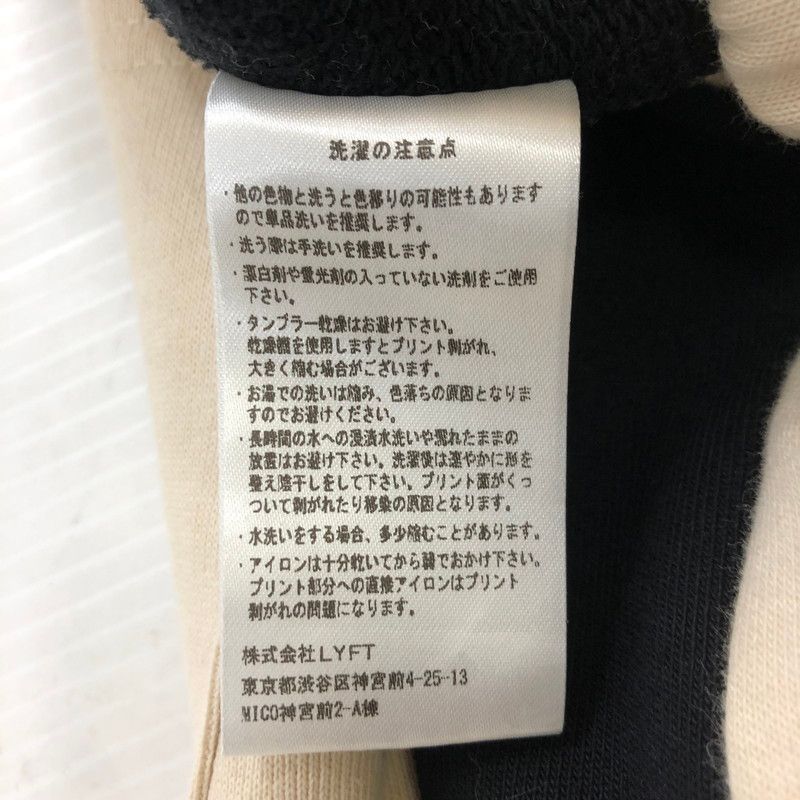 洗濯の注意点
・他の色物と洗うと色移りの可能性もあります
ので単品洗いを推奨します。
・洗う際は手洗いを推奨します。
・漂白剤や蛍光剤の入っていない洗剤をご使用
下さい。
・タンブラー乾燥はお避け下さい。
乾燥機を使用しますとプリント剥がれ、
大きく縮む場合がございます。
・お湯での洗いは縮み、色落ちの原因となりま
すのでお避けください。
・長時間の水への浸漬水洗いや濡れたままの
放置はお避け下さい。洗濯後は速やかに形を
整え陰干しをして下さい。プリント面がくっ
ついて剥がれたり移染の原因となります。
・水洗いをする場合、多少縮むことがあります。
・アイロンは十分乾いてから弱でおかけ下さい。
プリント部分への直接アイロンはプリント
剥がれの問題になります。
株式会社LYFT
東京都渋谷区神宮前4-25-13
MICO神宮前2-A棟